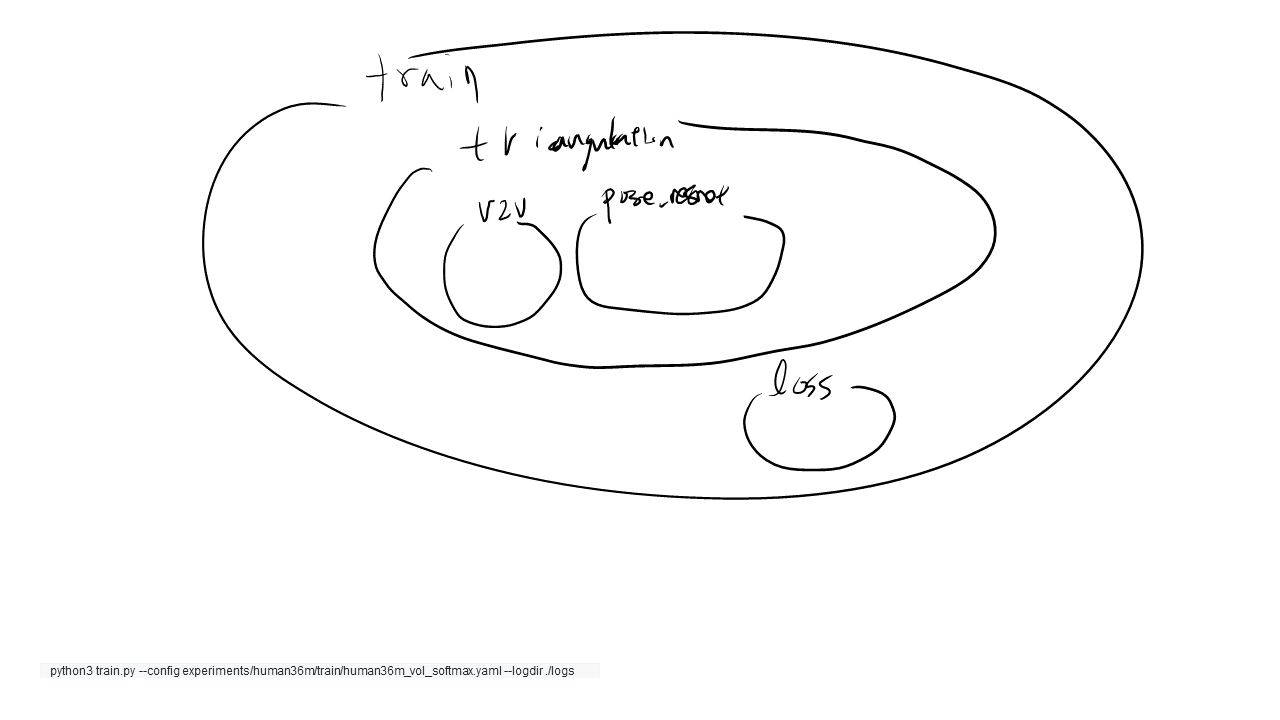 train
triangulation
V2V
pose_resnet
loss
python3 train.py --config experiments/human36m/train/human36m_vol_softmax.yaml --logdir ./logs